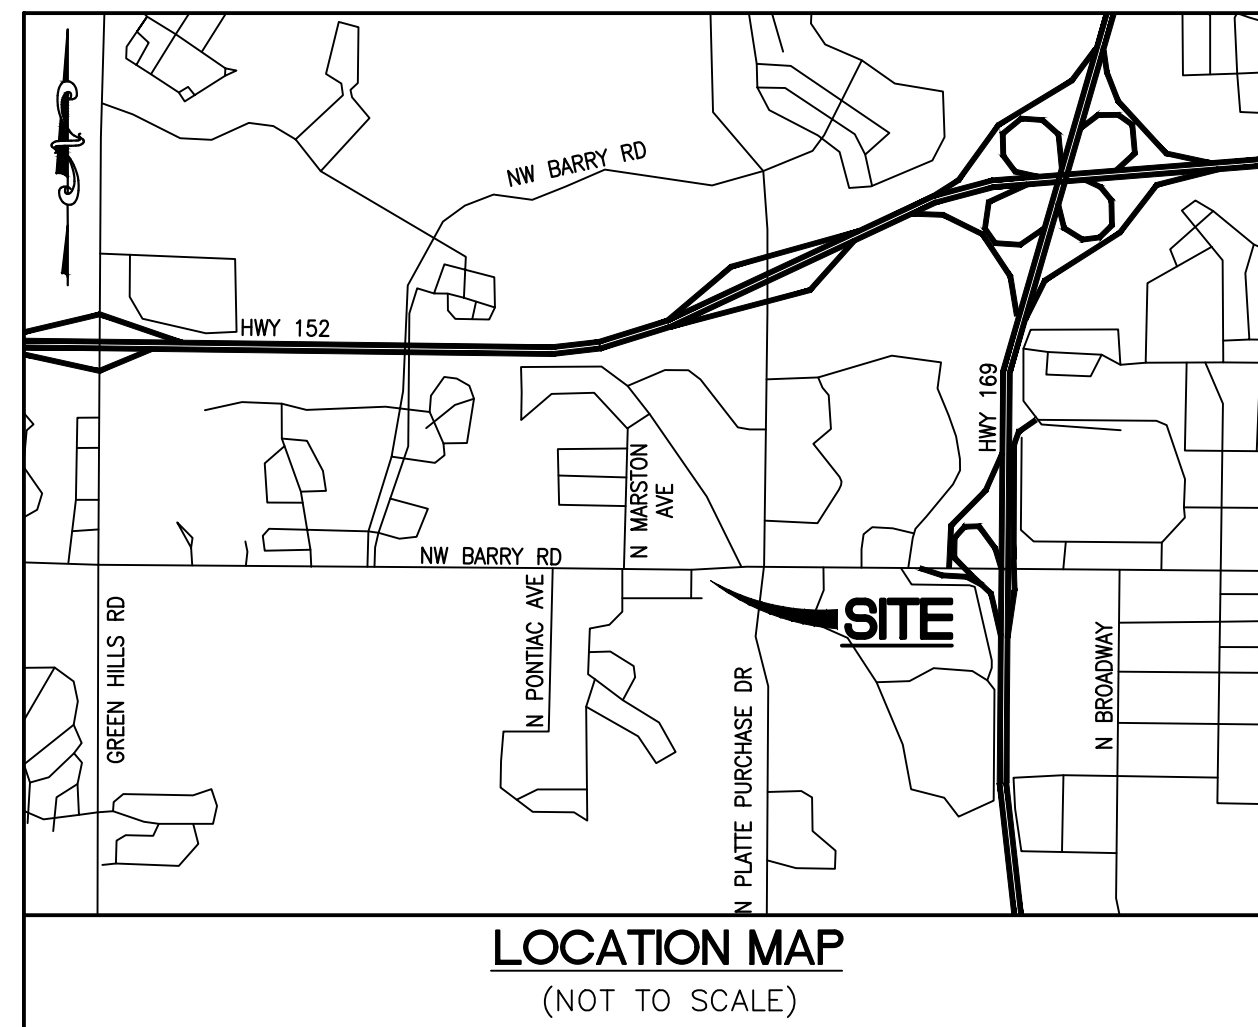 NW BARRY RD
HWY 152
HWY 169
N MARSTON
AVE
NW BARRY RD
GREEN HILLS RD
N PONTIAC AVE
SITE
N BROADWAY
N PLATTE PURCHASE DR
LOCATION MAP
(NOT TO SCALE)